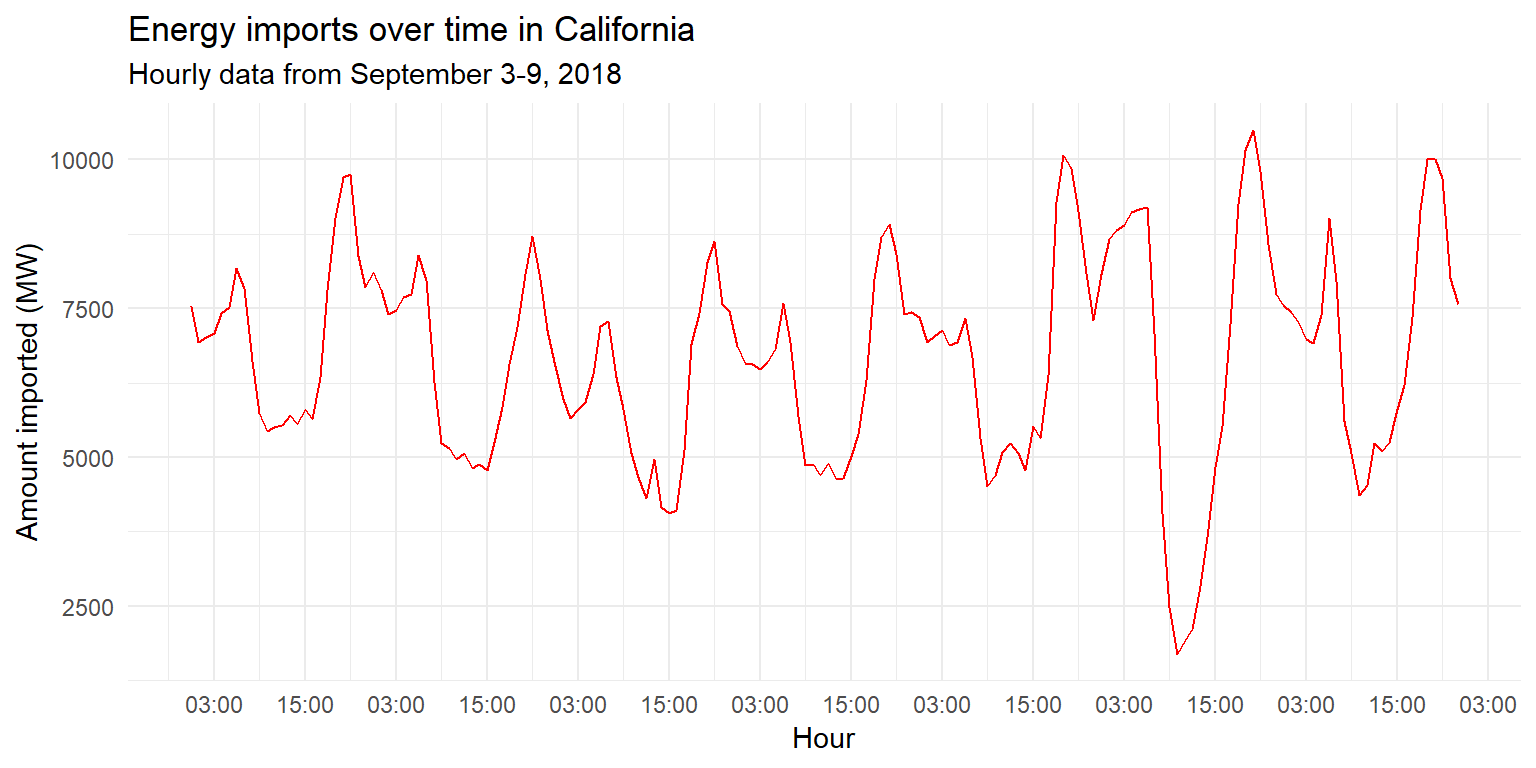 Energy imports over time in California
Hourly data from September 3-9, 2018
Amount imported (MW)
10000
7500
5000
2500
03:00 15:00 03:00 15:00 03:00 15:00 03:00 15:00 03:00 15:00 03:00 15:00 03:00 15:00 03:00
Hour